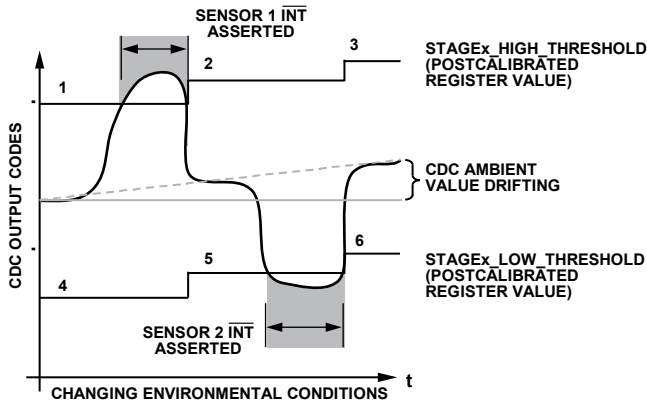 SENSOR 1 INT
ASSERTED
3
STAGEx_HIGH_THRESHOLD
(POSTCALIBRATED
REGISTER VALUE)
2
1
CDC OUTPUT CODES
CDC AMBIENT
VALUE DRIFTING
6
STAGEx_LOW_THRESHOLD
(POSTCALIBRATED
REGISTER VALUE)
5
4
SENSOR 2 INT
ASSERTED
t
CHANGING ENVIRONMENTAL CONDITIONS